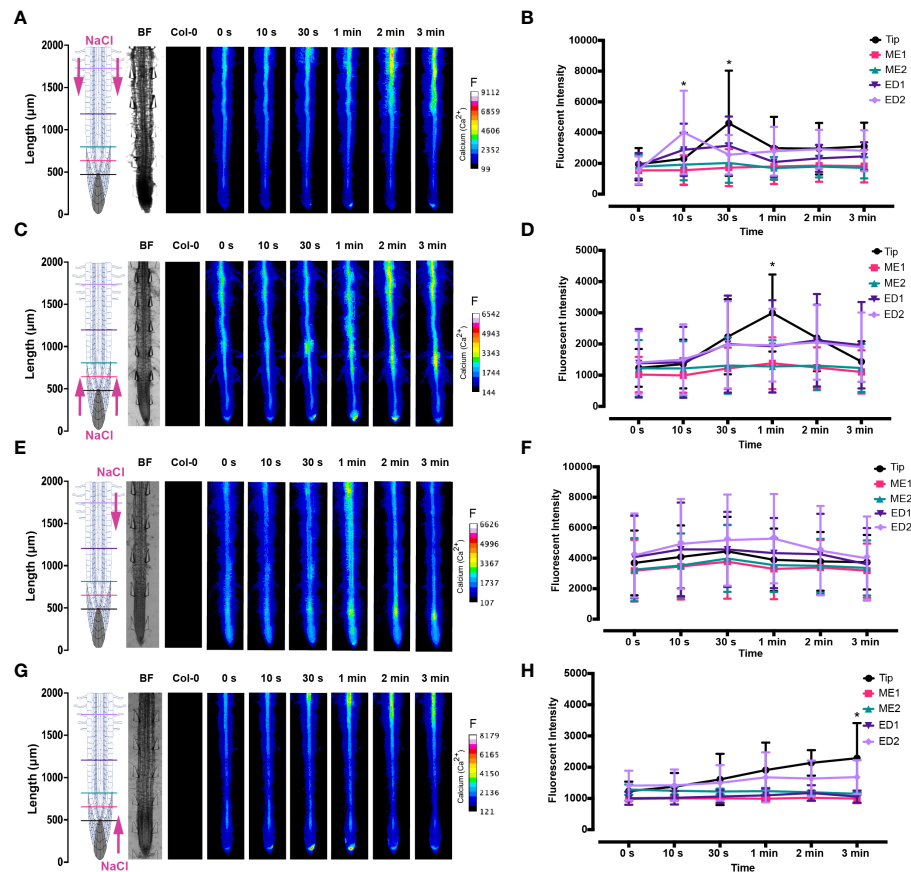 A
NaCl
BF Col-0 0 s 10 s 30 s 1 min 2 min 3 min
Length (µm)
2000
1500
1000
500
0
F
Calcium (Ca2+)
9112
6859
4606
2352
99
B
Fluorescent Intensity
10000
8000
6000
4000
2000
0
* *
Tip
ME1
ME2
ED1
ED2
0 s 10 s 30 s 1 min 2 min 3 min
Time
C
BF Col-0 0 s 10 s 30 s 1 min 2 min 3 min
Length (µm)
2000
1500
1000
500
0
NaCl
F
Calcium (Ca2+)
6542
4943
3343
1744
144
D
Fluorescent Intensity
5000
4000
3000
2000
1000
0
*
Tip
ME1
ME2
ED1
ED2
0 s 10 s 30 s 1 min 2 min 3 min
Time
E
NaCl
BF Col-0 0 s 10 s 30 s 1 min 2 min 3 min
Length (µm)
2000
1500
1000
500
0
F
Calcium (Ca2+)
6626
4996
3367
1737
107
F
Fluorescent Intensity
10000
8000
6000
4000
2000
0
Tip
ME1
ME2
ED1
ED2
0 s 10 s 30 s 1 min 2 min 3 min
Time
G
BF Col-0 0 s 10 s 30 s 1 min 2 min 3 min
Length (µm)
2000
1500
1000
500
0
NaCl
F
Calcium (Ca2+)
8179
6165
4150
2136
121
H
Fluorescent Intensity
5000
4000
3000
2000
1000
0
*
Tip
ME1
ME2
ED1
ED2
0 s 10 s 30 s 1 min 2 min 3 min
Time